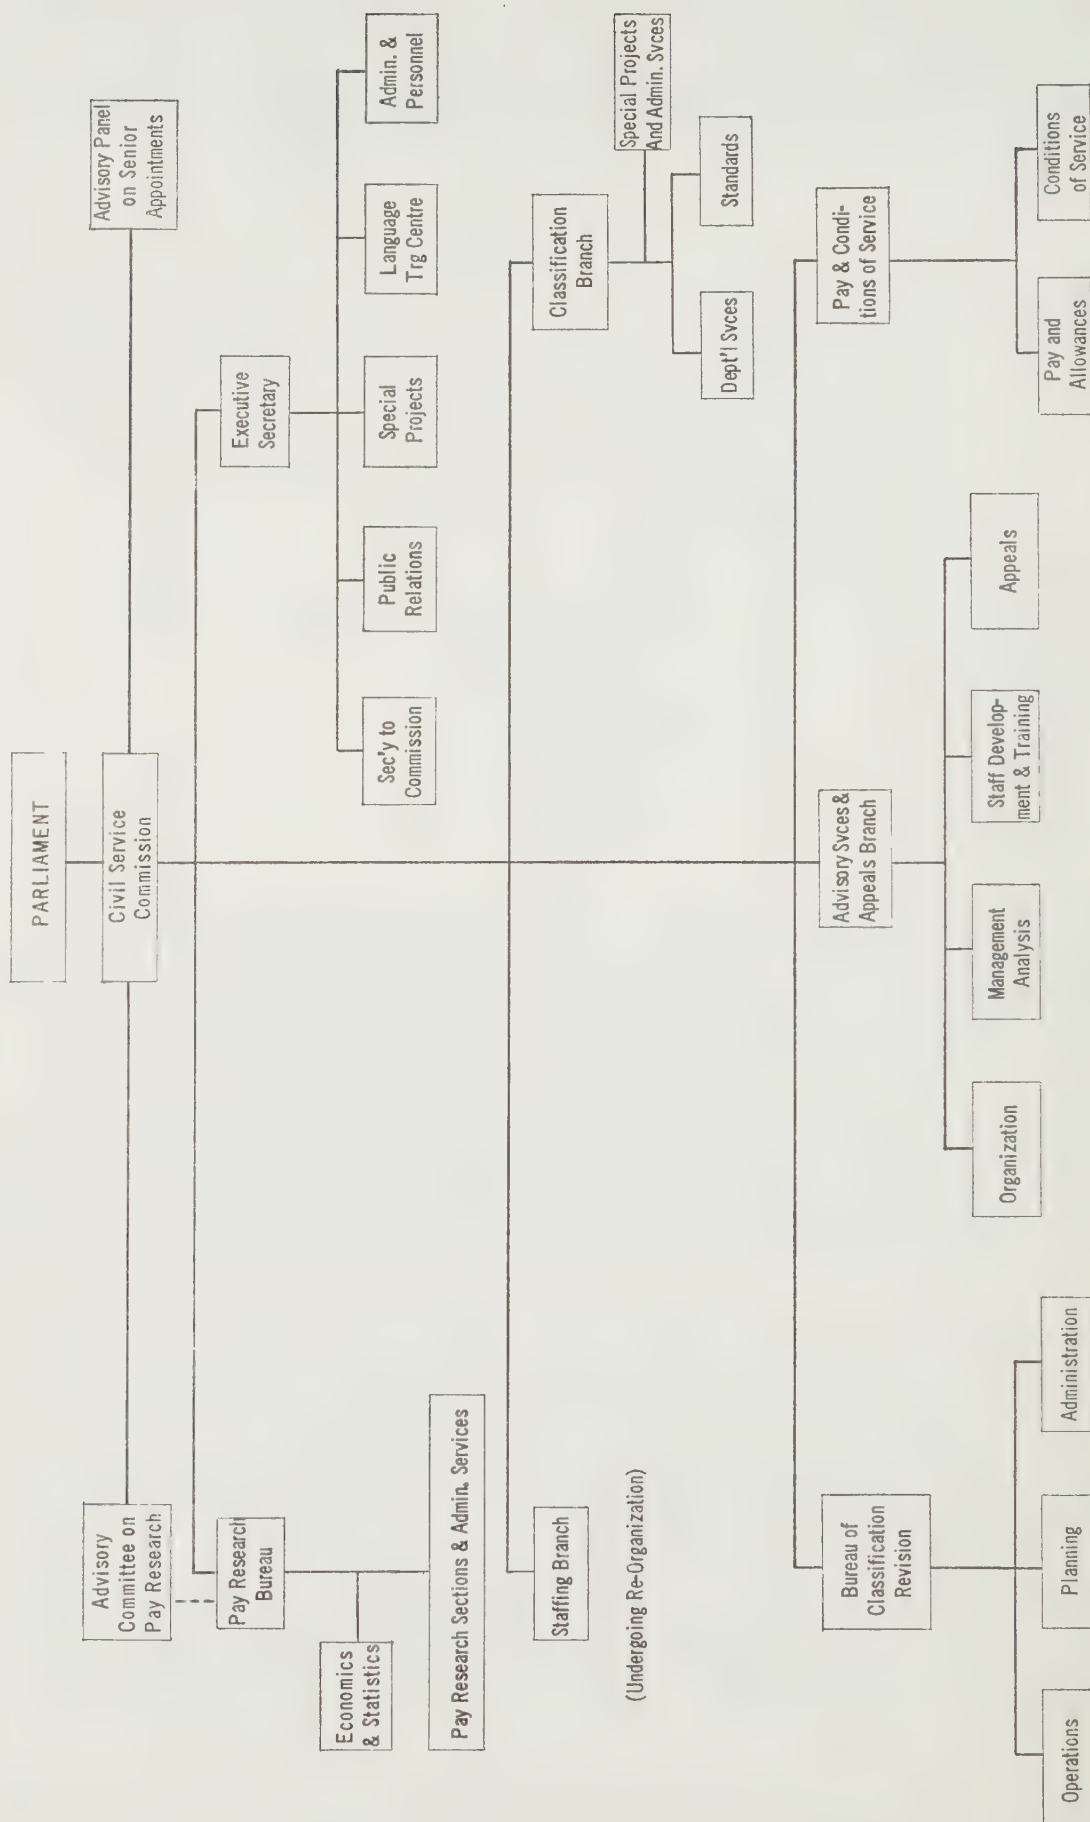 PARLIAMENT
Civil Service
Commission
Advisory
Committee on
Pay Research
Advisory Panel
on Senior
Appointments
Pay Research
Bureau
Executive
Secretary
Economics
& Statistics
Pay Research Sections & Admin. Services
Sec'y to
Commission
Public
Relations
Special
Projects
Language
Trg Centre
Admin. &
Personnel
Staffing Branch
(Undergoing Re-Organization)
Classification
Branch
Special Projects
And Admin. Svces
Dept'l Svces
Standards
Bureau of
Classification
Revision
Advisory Svces &
Appeals Branch
Pay & Condi-
tions of Service
Operations
Planning
Administration
Organization
Management
Analysis
Staff Develop-
ment & Training
Appeals
Pay and
Allowances
Conditions
of Service